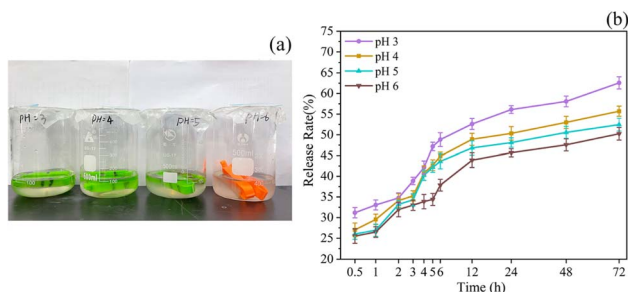 (a)
PH=3
PH=4
PH=5
PH=6
(b)
pH 3
pH 4
pH 5
pH 6
Release Rate(%)
70
65
60
55
50
45
40
35
30
25
20
0.5 1 2 3 4 5 6 12 24 48 72
Time (h)